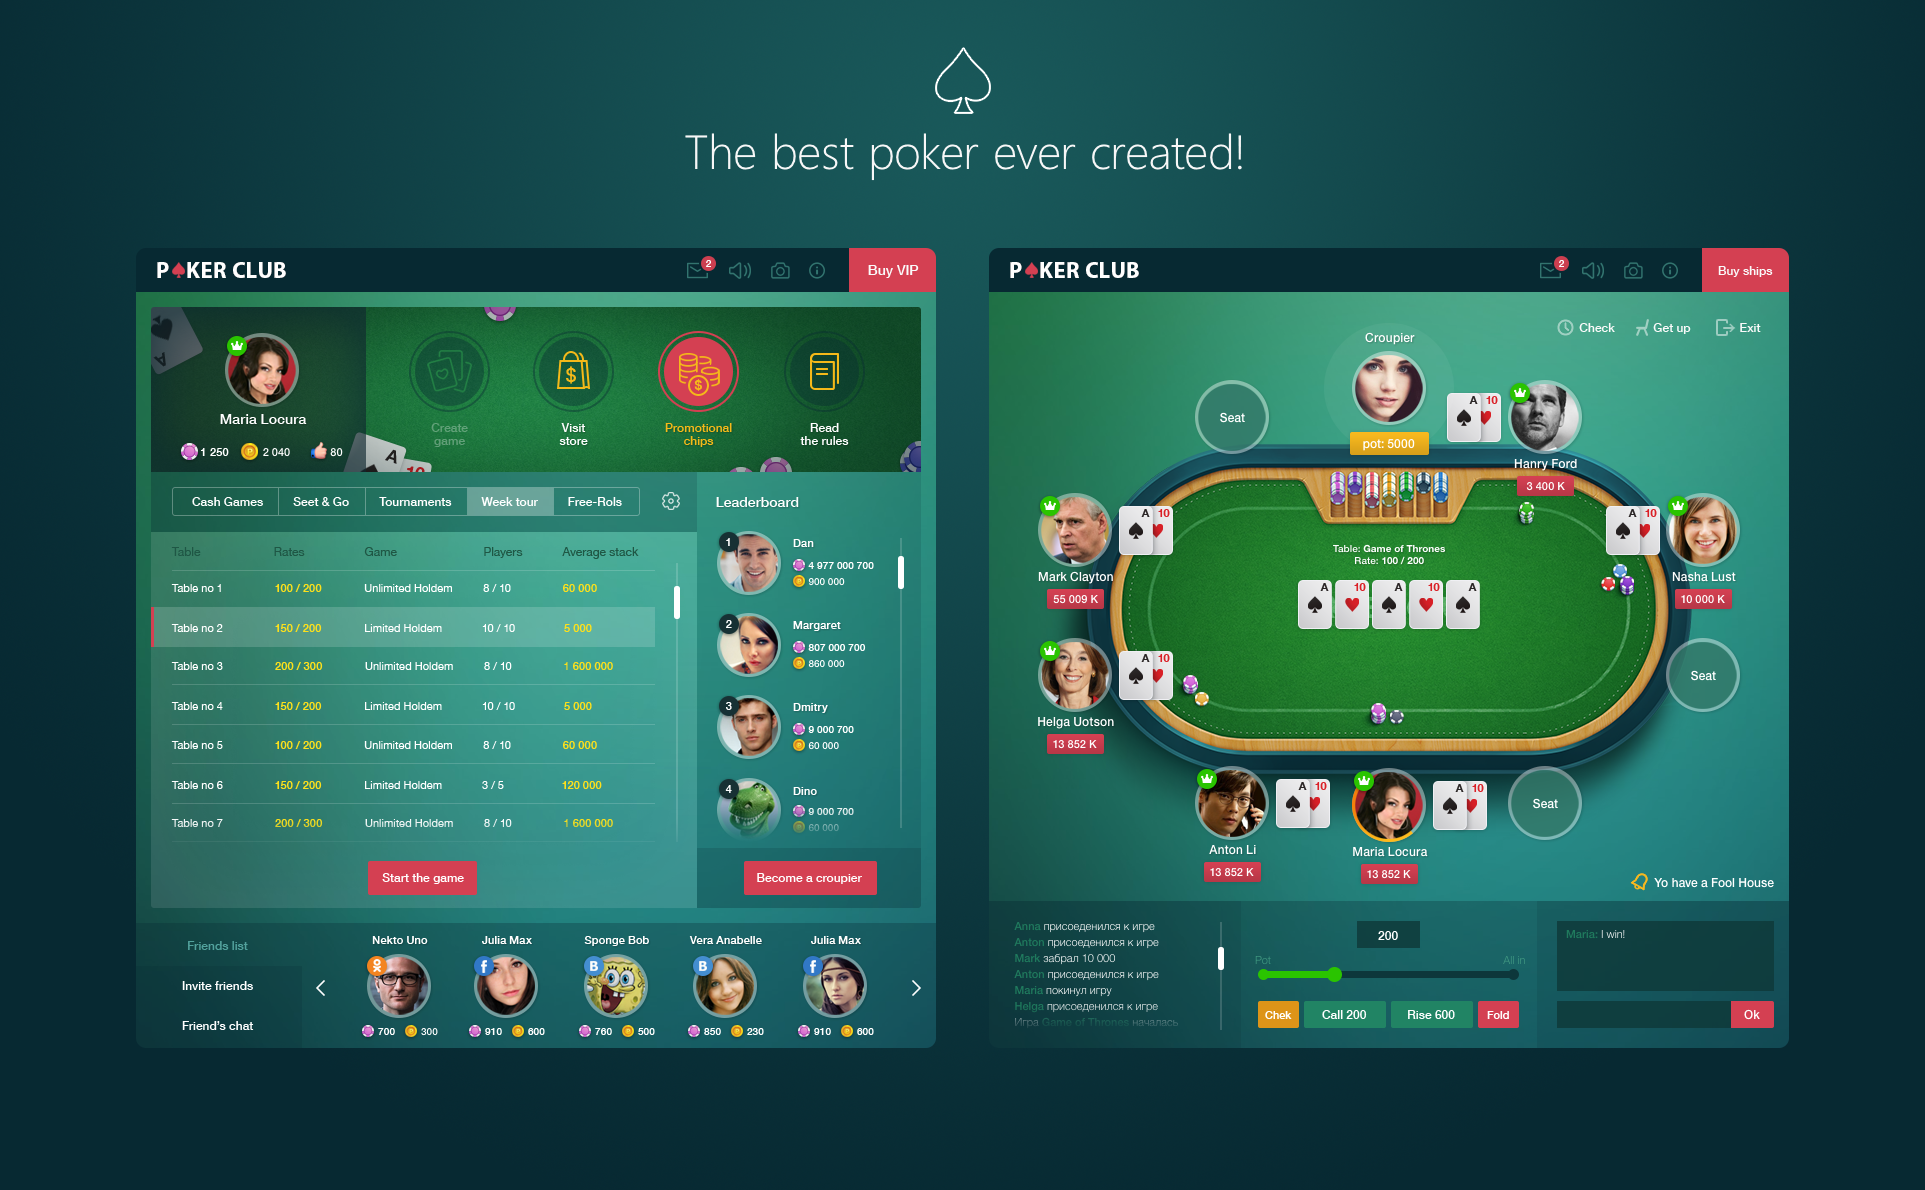 The best poker ever created!
P♠KER CLUB
2
Buy VIP
Maria Locura
1 250
2 040
80
A
A
10
Create
game
Visit
store
Promotional
chips
Read
the rules
Cash Games
Seet & Go
Tournaments
Week tour
Free-Rols
Table Rates Game Players Average stack
Table no 1 100 / 200 Unlimited Holdem 8 / 10 60 000
Table no 2 150 / 200 Limited Holdem 10 / 10 5 000
Table no 3 200 / 300 Unlimited Holdem 8 / 10 1 600 000
Table no 4 150 / 200 Limited Holdem 10 / 10 5 000
Table no 5 100 / 200 Unlimited Holdem 8 / 10 60 000
Table no 6 150 / 200 Limited Holdem 3 / 5 120 000
Table no 7 200 / 300 Unlimited Holdem 8 / 10 1 600 000
Start the game
Leaderboard
1
Dan
4 977 000 700
900 000
2
Margaret
807 000 700
860 000
3
Dmitry
9 000 700
60 000
4
Dino
9 000 700
60 000
Become a croupier
Friends list
Invite friends
Friend's chat
Nekto Uno
700 300
Julia Max
910 600
Sponge Bob
760 500
Vera Anabelle
850 230
Julia Max
910 600
P♠KER CLUB
2
Buy ships
Check
Get up
Exit
Croupier
pot: 5000
Seat
A 10
Hanry Ford
3 400 K
A 10
Mark Clayton
55 009 K
A 10
Nasha Lust
10 000 K
Table: Game of Thrones
Rate: 100 / 200
A 10 A 10 A
A 10
Helga Uotson
13 852 K
Seat
A 10
Anton Li
13 852 K
A 10
Maria Locura
13 852 K
Seat
Yo have a Fool House
Anna присоеденился к игре
Anton присоеденился к игре
Mark забрал 10 000
Anton присоеденился к игре
Maria покинул игру
Helga присоеденился к игре
Игра Game of Thrones началась
200
Pot
All in
Chek
Call 200
Rise 600
Fold
Maria: I win!
Ok